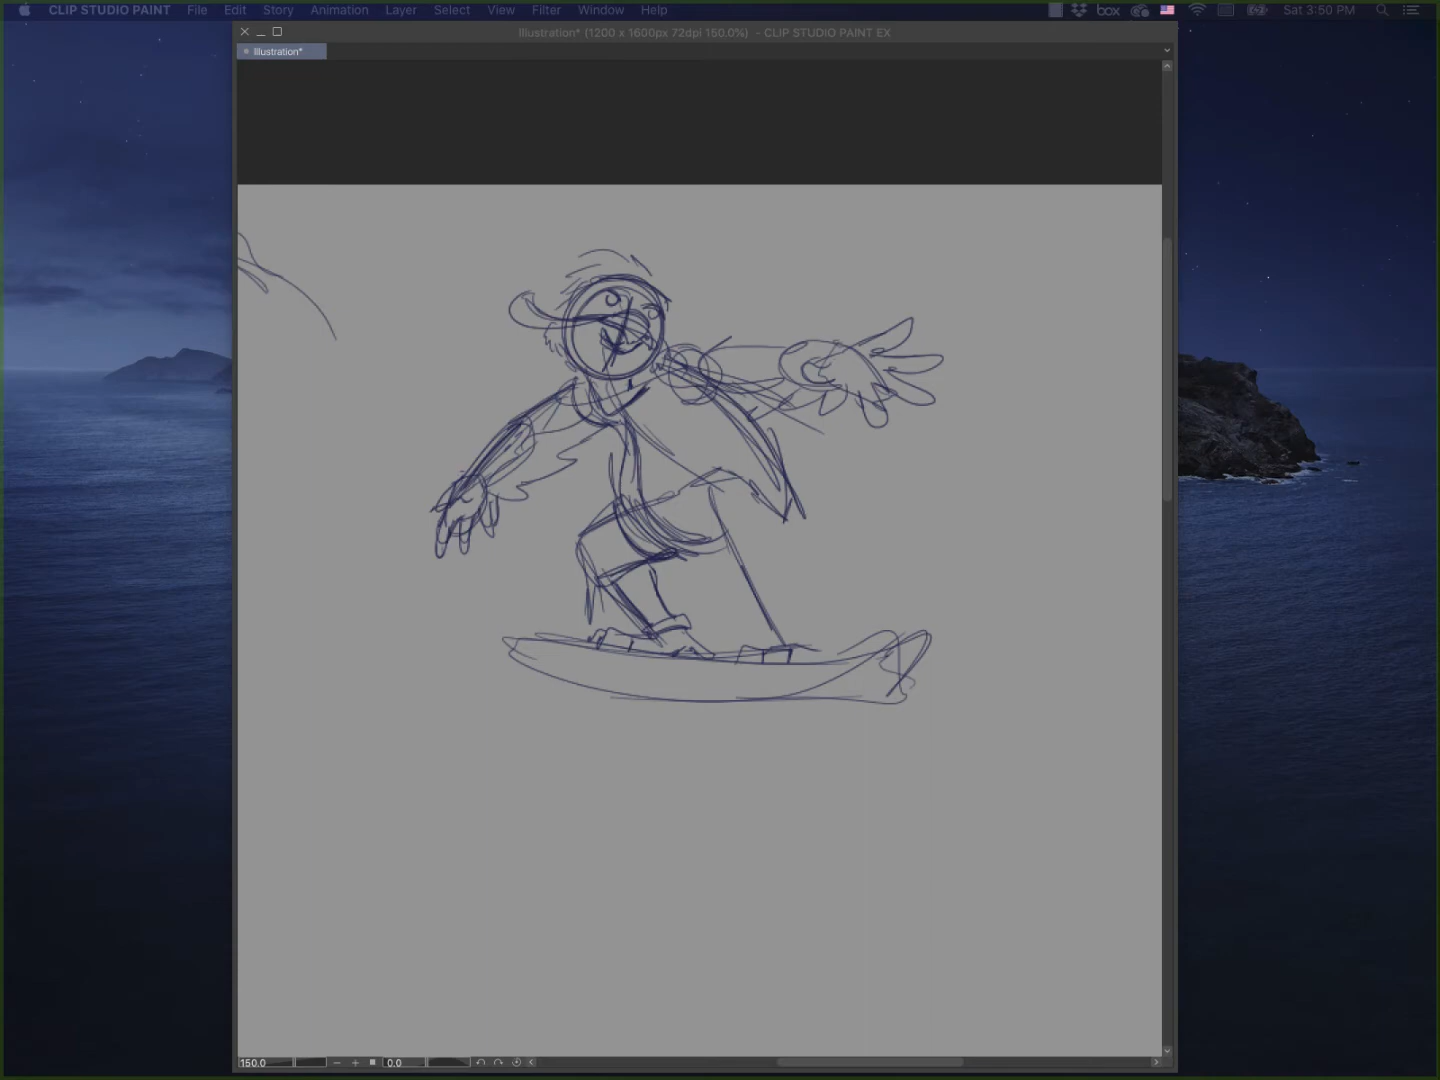 CLIP STUDIO PAINT File Edit Story Animation Layer Select View Filter Window Help box Sat 3:50 PM
Illustration* (1200 x 1600px 72dpi 150.0%) - CLIP STUDIO PAINT EX
Illustration*
150.0 0.0